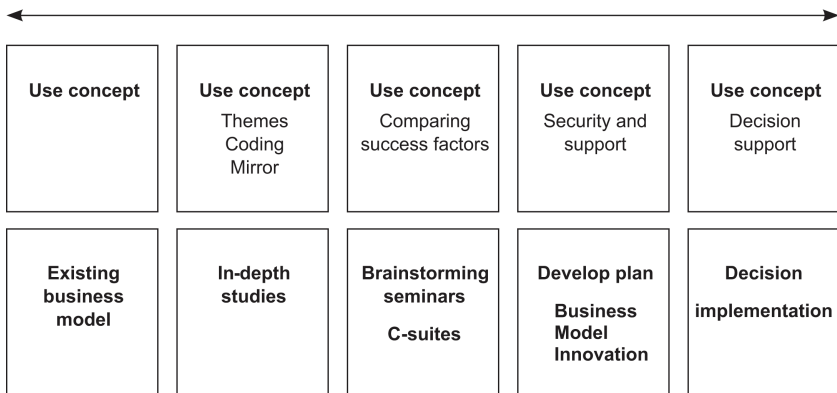 Use concept
Use concept
Themes
Coding
Mirror
Use concept
Comparing
success factors
Use concept
Security and
support
Use concept
Decision
support
Existing
business
model
In-depth
studies
Brainstorming
seminars
C-suites
Develop plan
Business
Model
Innovation
Decision
implementation